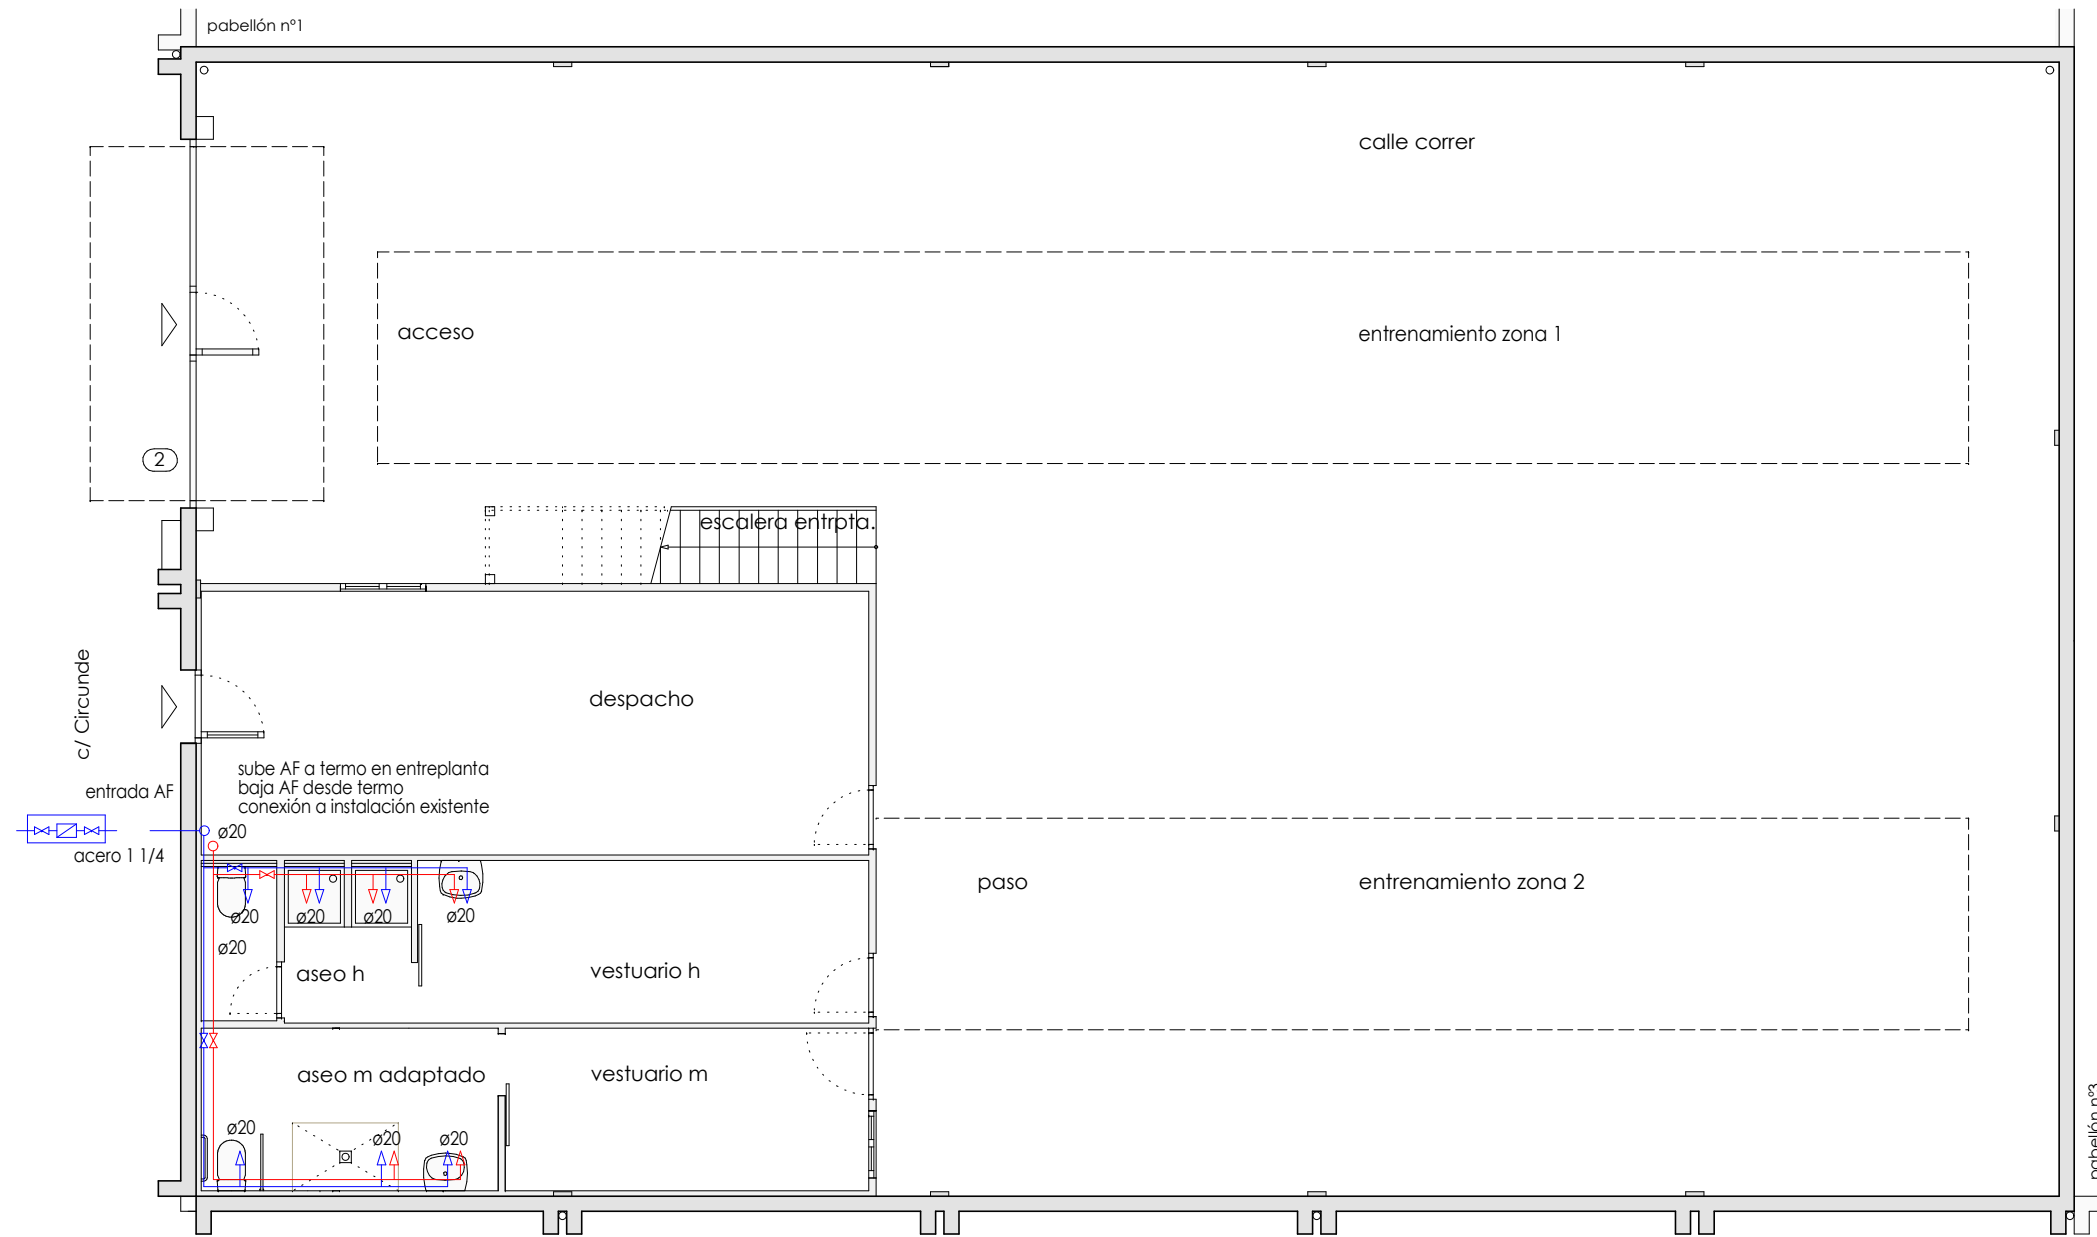 pabellón nº1
calle correr
acceso
entrenamiento zona 1
2
escalera entrpta.
c/ Circunde
despacho
sube AF a termo en entreplanta
baja AF desde termo
conexión a instalación existente
entrada AF
ø20
acero 1 1/4
paso
entrenamiento zona 2
ø20
ø20
ø20
ø20
ø20
aseo h
vestuario h
aseo m adaptado
vestuario m
ø20
ø20
ø20
pabellón nº3